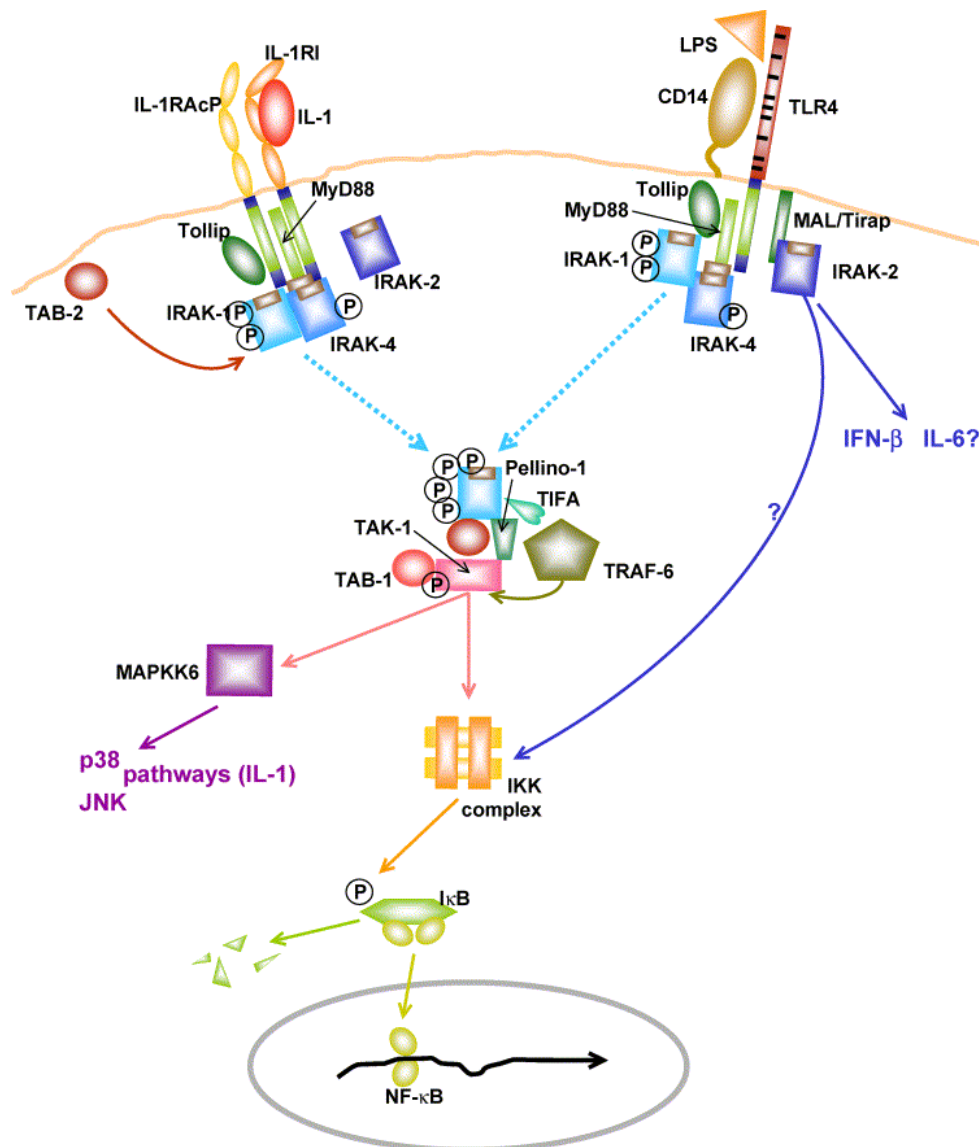 IL-1RI
IL-1RAcP
IL-1
MyD88
Tollip
IRAK-2
TAB-2
IRAK-1
P
P
P
IRAK-4
LPS
CD14
TLR4
Tollip
MyD88
MAL/Tirap
P
P
IRAK-1
IRAK-2
P
IRAK-4
IFN-β IL-6?
?
P
P
P
P
Pellino-1
TIFA
TAK-1
TAB-1
P
TRAF-6
MAPKK6
p38
pathways (IL-1)
JNK
IKK
complex
P
IκB
NF-κB